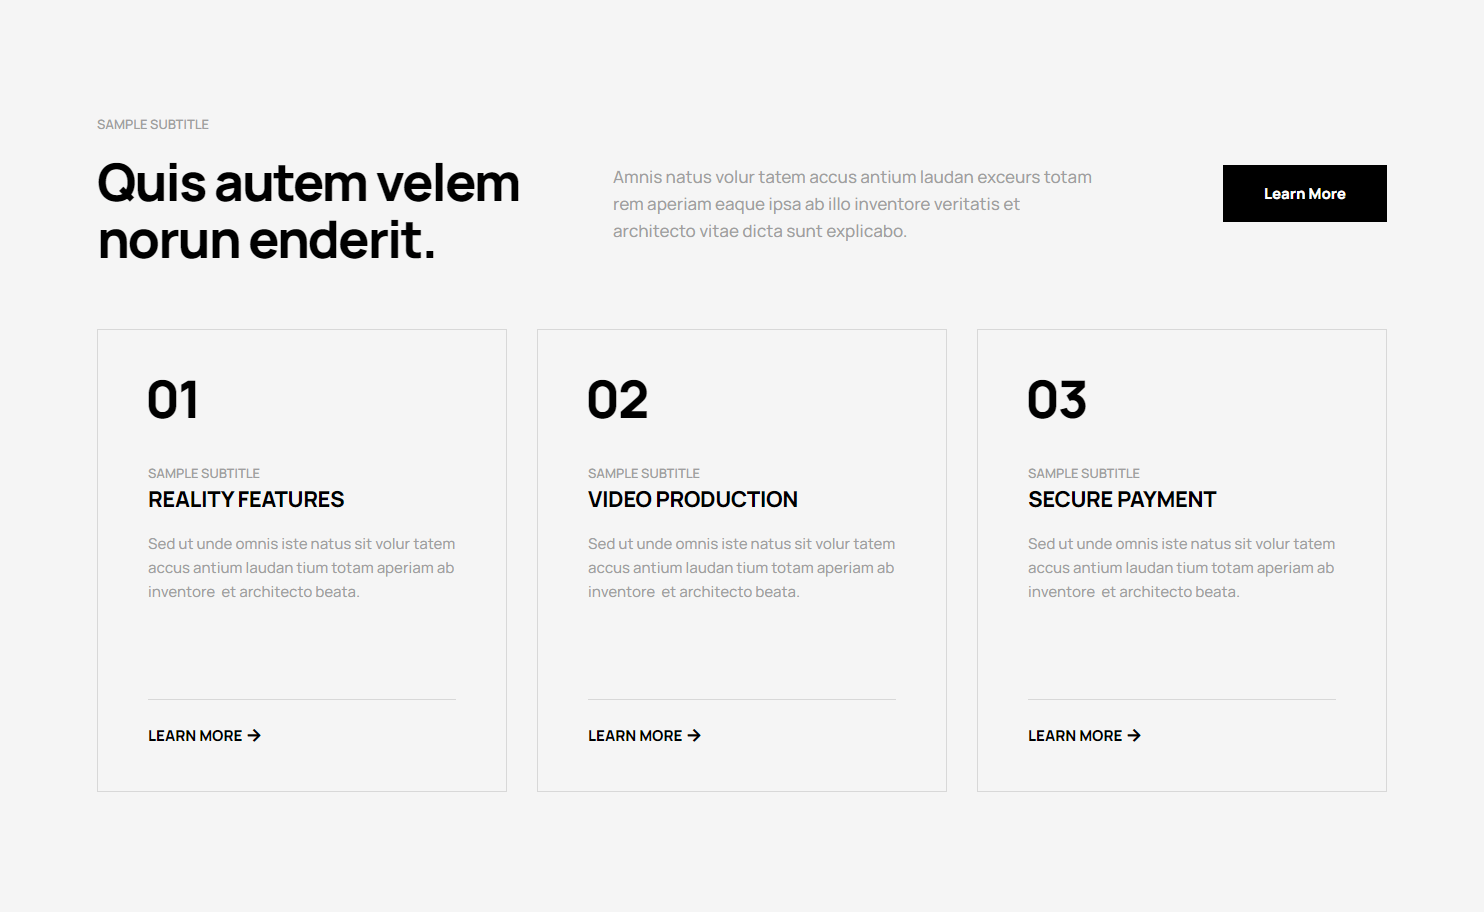 SAMPLE SUBTITLE
Quis autem velem
norun enderit.
Amnis natus volur tatem accus antium laudan exceurs totam
rem aperiam eaque ipsa ab illo inventore veritatis et
architecto vitae dicta sunt explicabo.
Learn More
01
SAMPLE SUBTITLE
REALITY FEATURES
Sed ut unde omnis iste natus sit volur tatem
accus antium laudan tium totam aperiam ab
inventore et architecto beata.
LEARN MORE →
02
SAMPLE SUBTITLE
VIDEO PRODUCTION
Sed ut unde omnis iste natus sit volur tatem
accus antium laudan tium totam aperiam ab
inventore et architecto beata.
LEARN MORE →
03
SAMPLE SUBTITLE
SECURE PAYMENT
Sed ut unde omnis iste natus sit volur tatem
accus antium laudan tium totam aperiam ab
inventore et architecto beata.
LEARN MORE →